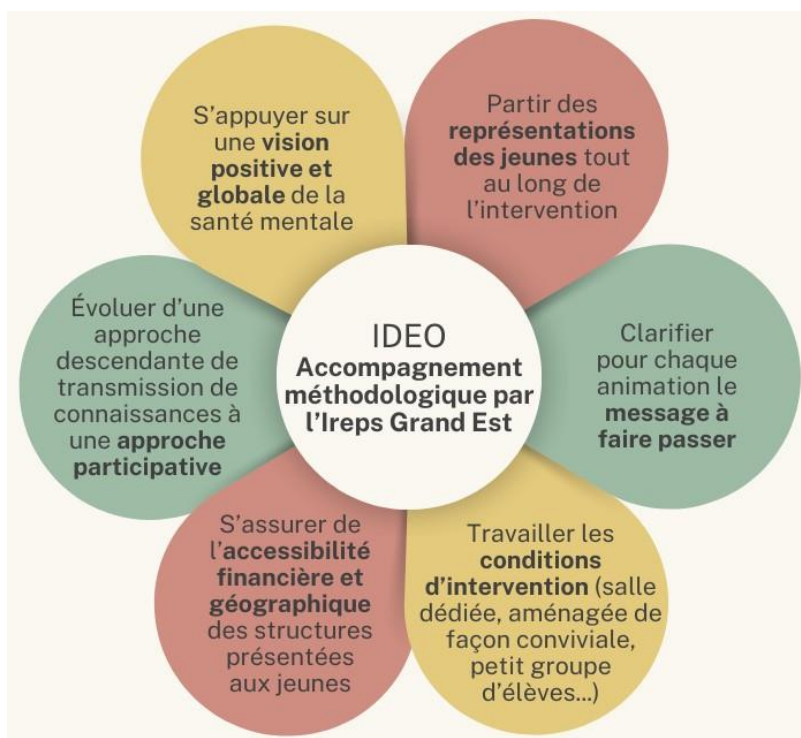 S'appuyer sur
une vision
positive et
globale de la
santé mentale
Partir des
représentations
des jeunes tout
au long de
l'intervention
Évoluer d'une
approche
descendante de
transmission de
connaissances à
une approche
participative
IDEO
Accompagnement
méthodologique par
l'Ireps Grand Est
Clarifier
pour chaque
animation le
message à
faire passer
S'assurer de
l'accessibilité
financière et
géographique
des structures
présentées
aux jeunes
Travailler les
conditions
d'intervention (salle
dédiée, aménagée de
façon conviviale,
petit groupe
d'élèves...)